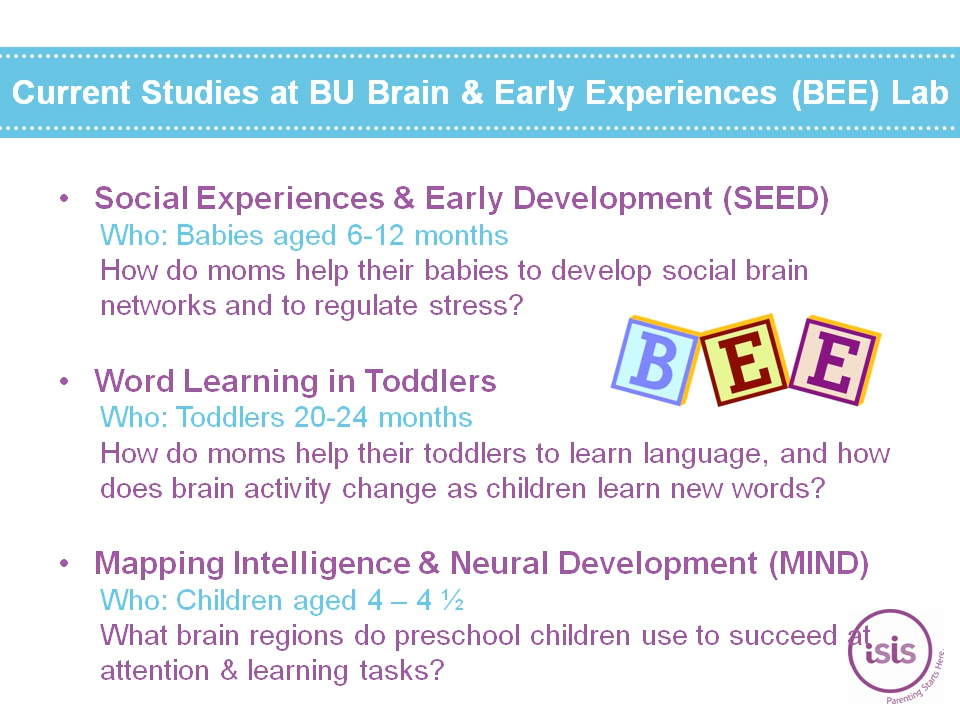 Current Studies at BU Brain & Early Experiences (BEE) Lab
• Social Experiences & Early Development (SEED)
Who: Babies aged 6-12 months
How do moms help their babies to develop social brain
networks and to regulate stress?
BEE
• Word Learning in Toddlers
Who: Toddlers 20-24 months
How do moms help their toddlers to learn language, and how
does brain activity change as children learn new words?
• Mapping Intelligence & Neural Development (MIND)
Who: Children aged 4 – 4 ½
What brain regions do preschool children use to succeed at
attention & learning tasks?
isis
Parenting Starts Here.